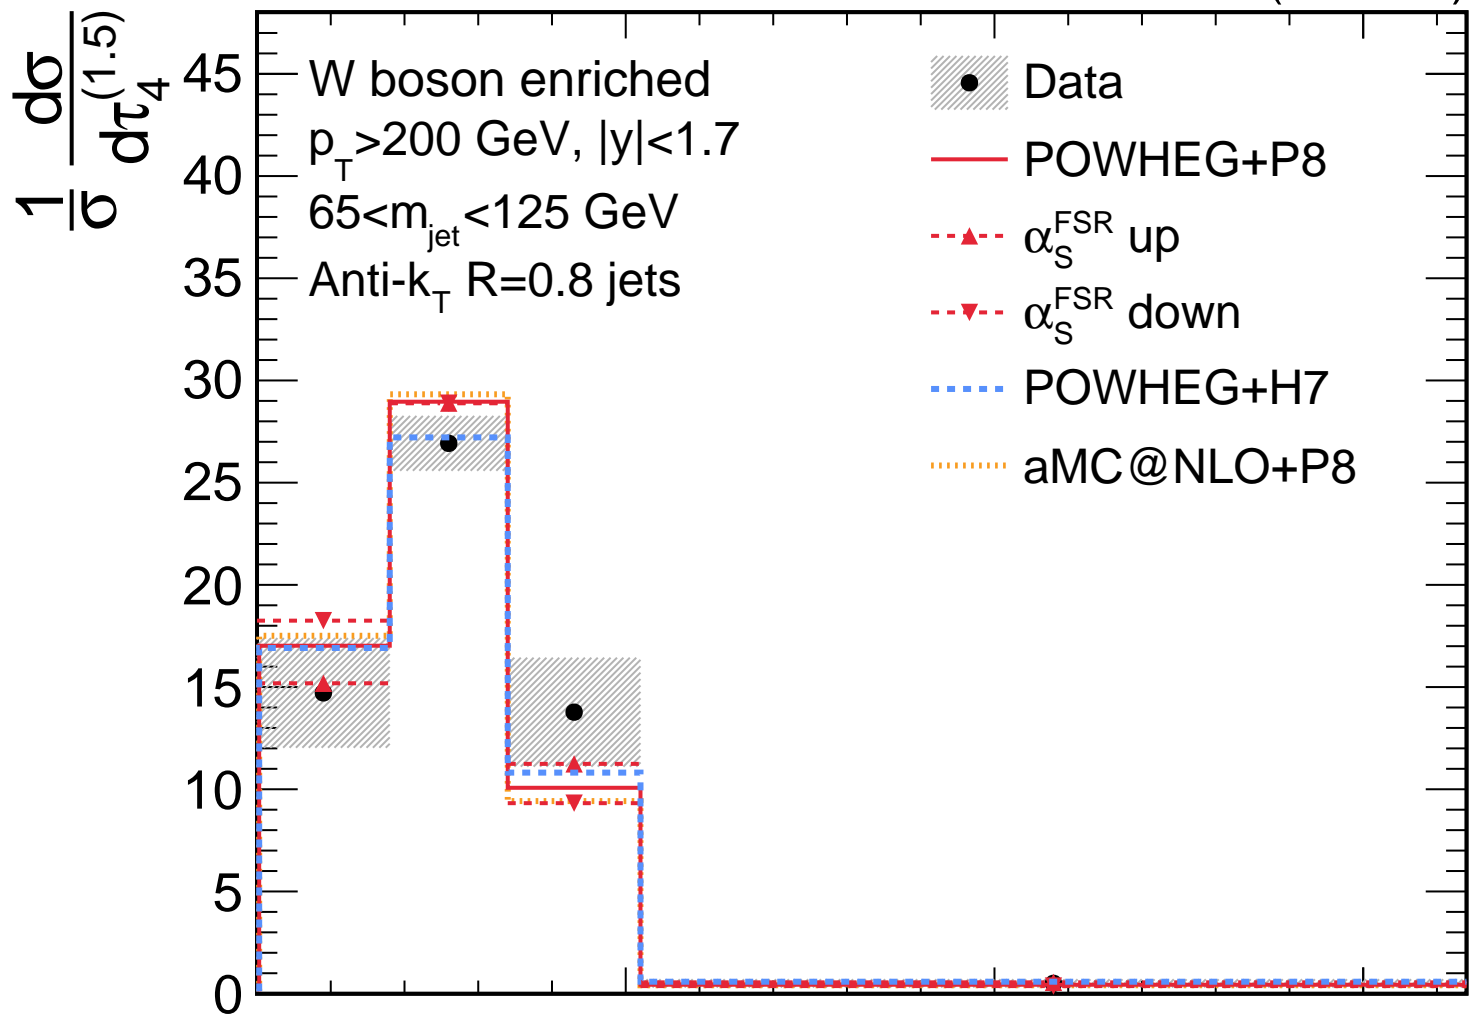 1/σ dσ/dτ₄^(1.5)
W boson enriched
p_T>200 GeV, |y|<1.7
65<m_jet<125 GeV
Anti-k_T R=0.8 jets
Data
POWHEG+P8
α_S^FSR up
α_S^FSR down
POWHEG+H7
aMC@NLO+P8
45
40
35
30
25
20
15
10
5
0